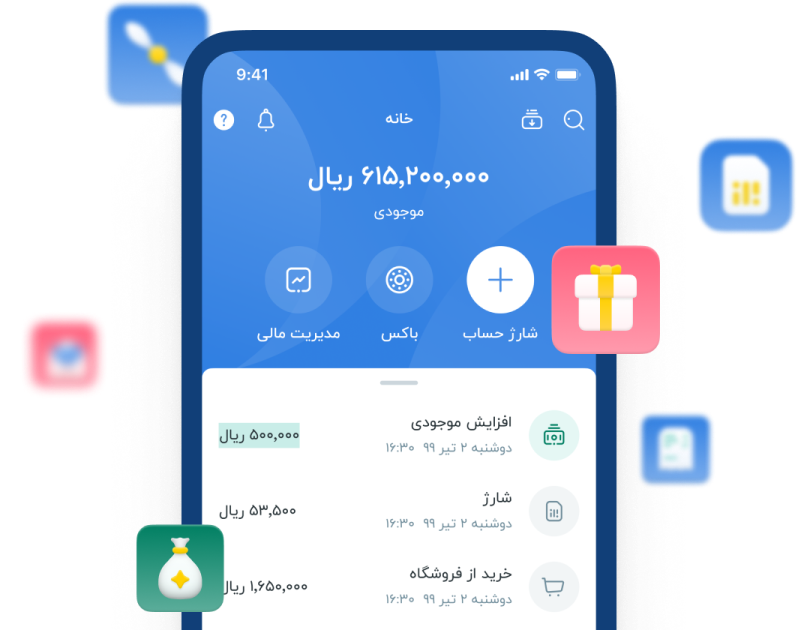 9:41
خانه
۶۱۵,۲۰۰,۰۰۰ ریال
موجودی
شارژ حساب
باکس
مدیریت مالی
افزایش موجودی
۵۰۰,۰۰۰ ریال
دوشنبه ۲ تیر ۹۹ ۱۶:۳۰
شارژ
۵۳,۵۰۰ ریال
دوشنبه ۲ تیر ۹۹ ۱۶:۳۰
خرید از فروشگاه
۱,۶۵۰,۰۰۰ ریال
دوشنبه ۲ تیر ۹۹ ۱۶:۳۰